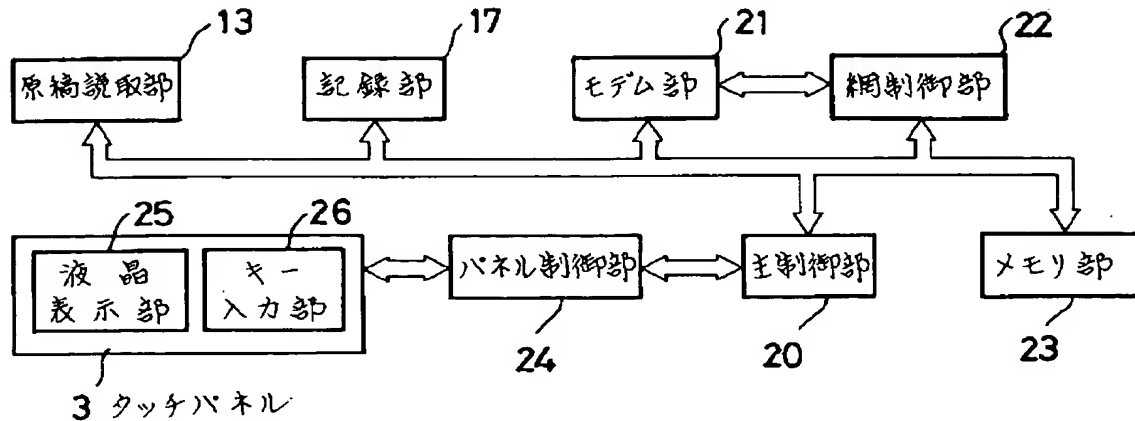 13
17
21
22
原稿読取部
記録部
モデム部
網制御部
25
26
液晶
表示部
キー
入力部
パネル制御部
主制御部
メモリ部
24
20
23
3 タッチパネル